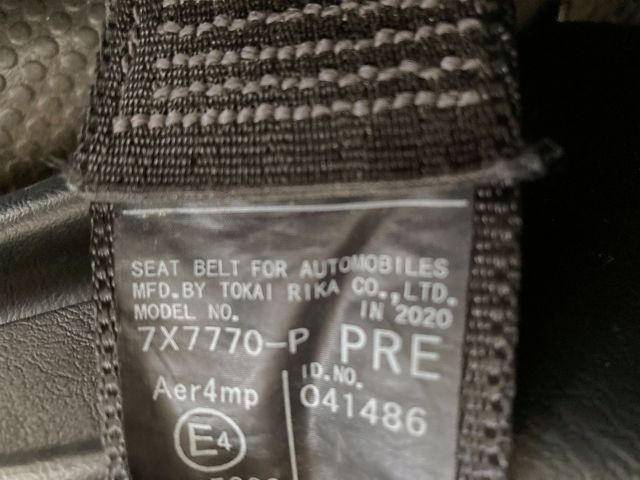 SEAT BELT FOR AUTOMOBILES
MFD.BY TOKAI RIKA CO.,LTD.
MODEL NO. IN 2020
7X7770-P PRE
Aer4mp ID.NO.
E4 041486